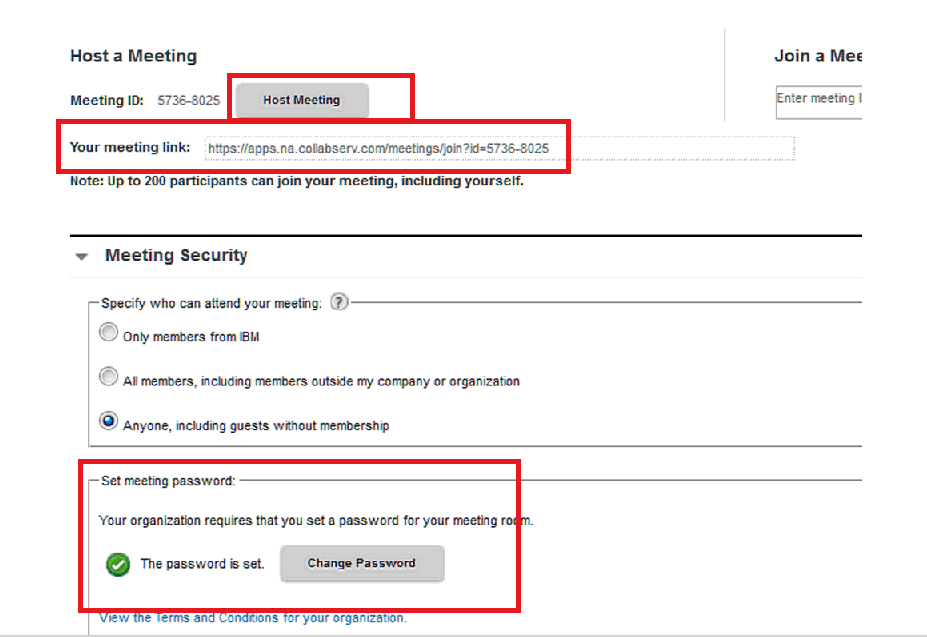 Host a Meeting
Join a Mee
Meeting ID: 5736-8025 Host Meeting
Enter meeting
Your meeting link: https://apps.na.collabserv.com/meetings/join?id=5736-8025
Note: Up to 200 participants can join your meeting, including yourself.
Meeting Security
Specify who can attend your meeting: ?
Only members from IBM
All members, including members outside my company or organization
Anyone, including guests without membership
Set meeting password:
Your organization requires that you set a password for your meeting room.
The password is set. Change Password
View the Terms and Conditions for your organization.